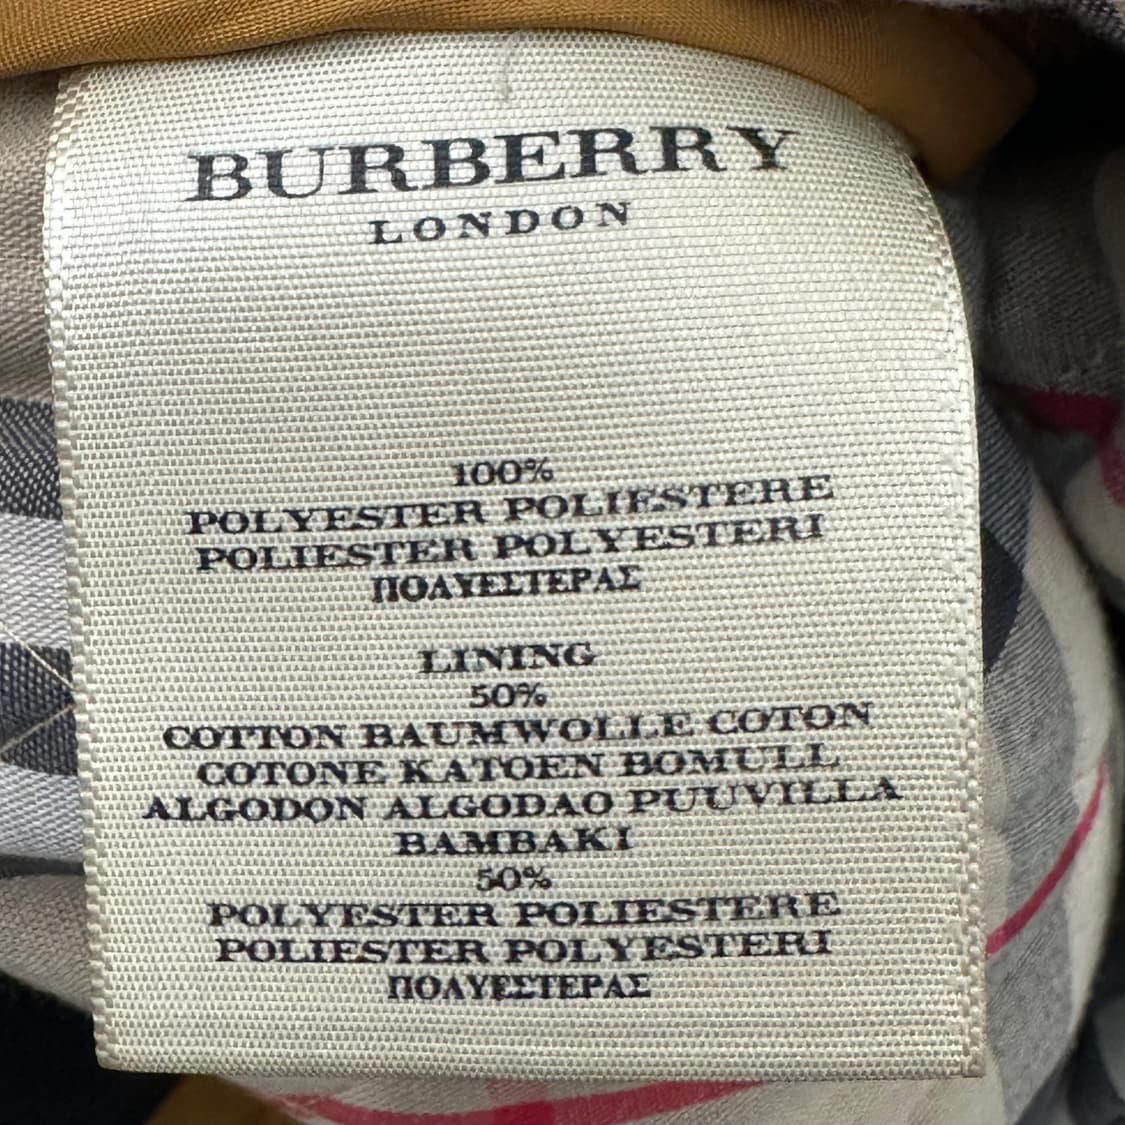 BURBERRY
LONDON
100%
POLYESTER POLIESTERE
POLIESTER POLYESTERI
ΠΟΛΥΕΣΤΕΡΑΣ
LINING
50%
COTTON BAUMWOLLE COTON
COTONE KATOEN BOMULL
ALGODON ALGODAO PUUVILLA
BAMBAKI
50%
POLYESTER POLIESTERE
POLIESTER POLYESTERI
ΠΟΛΥΕΣΤΕΡΑΣ